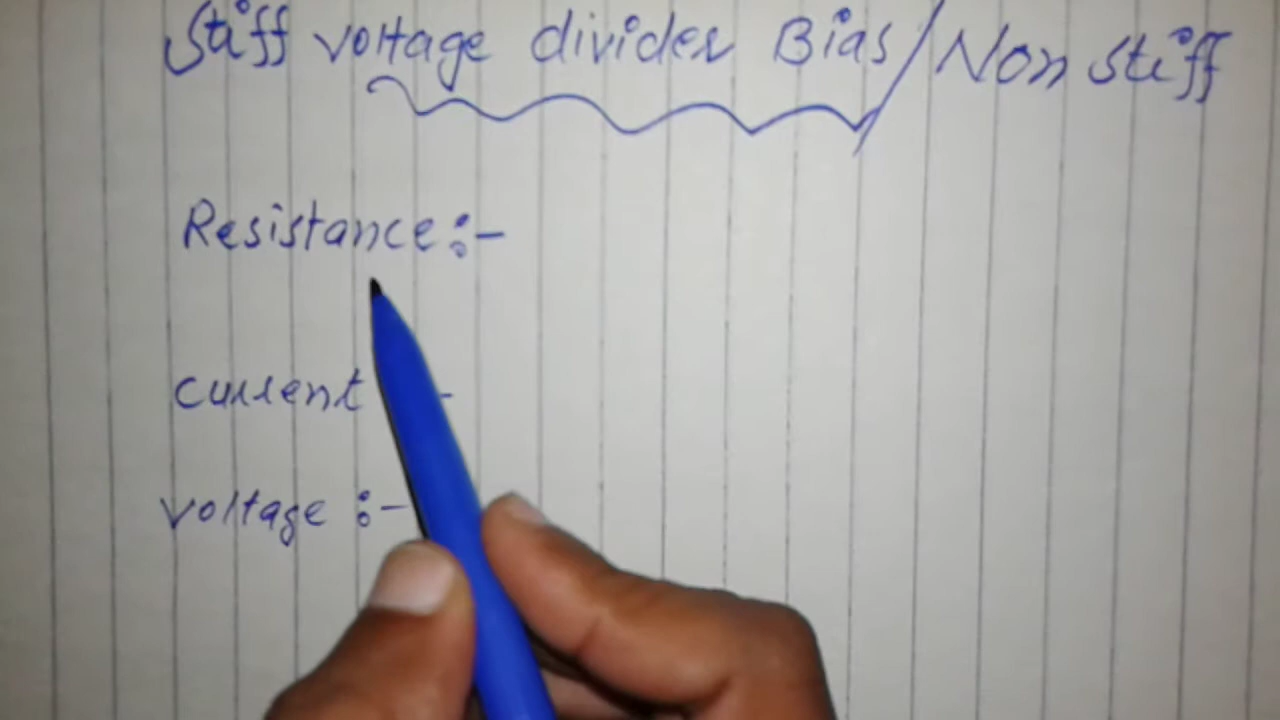 Stiff voltage divider Bias/Non stiff
Resistance :-
Current -
voltage :-